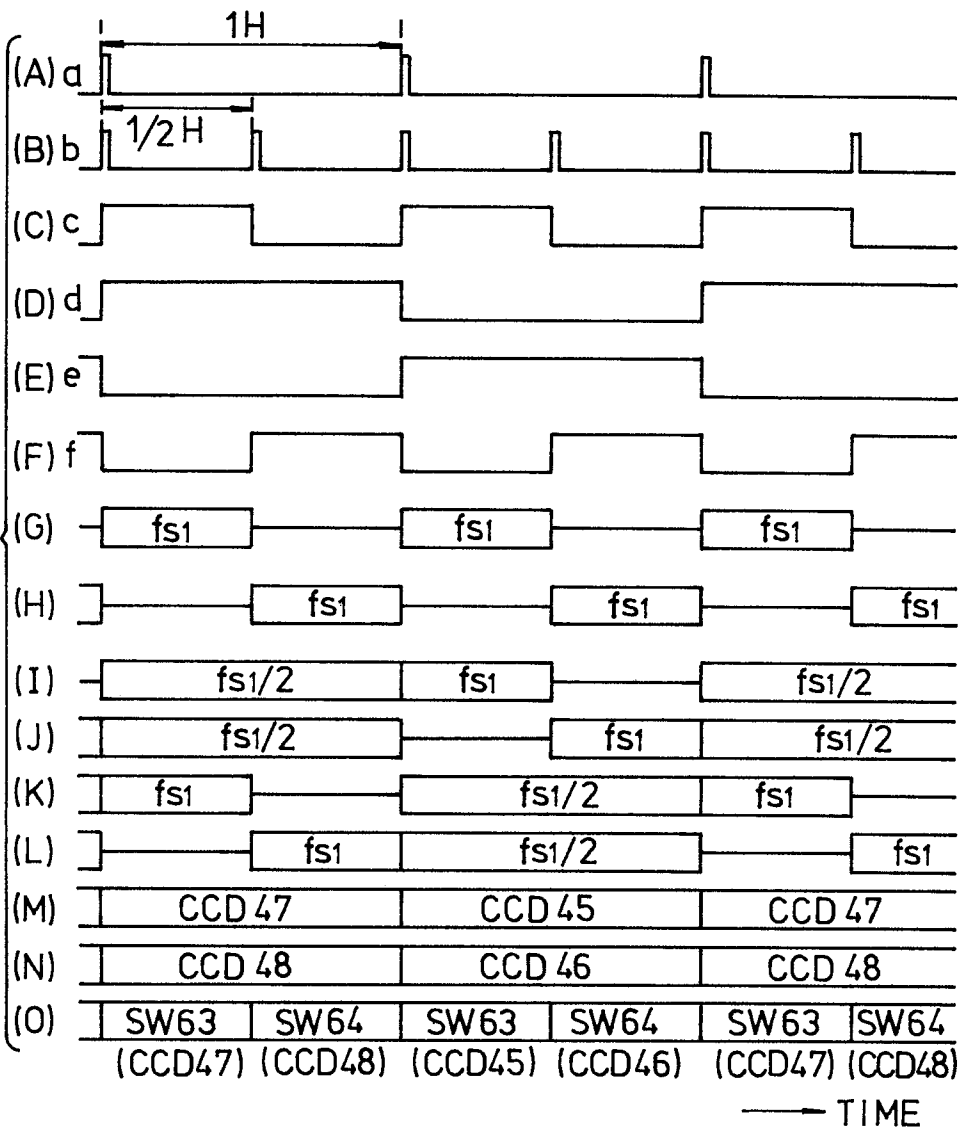 1H
(A) a
1/2 H
(B) b
(C) c
(D) d
(E) e
(F) f
(G) fs1 fs1 fs1
(H) fs1 fs1 fs1
(I) fs1/2 fs1 fs1/2
(J) fs1/2 fs1 fs1/2
(K) fs1 fs1/2 fs1
(L) fs1 fs1/2 fs1
(M) CCD 47 CCD 45 CCD 47
(N) CCD 48 CCD 46 CCD 48
(O) SW63 SW64 SW63 SW64 SW63 SW64
(CCD47) (CCD48) (CCD45) (CCD46) (CCD47) (CCD48)
TIME